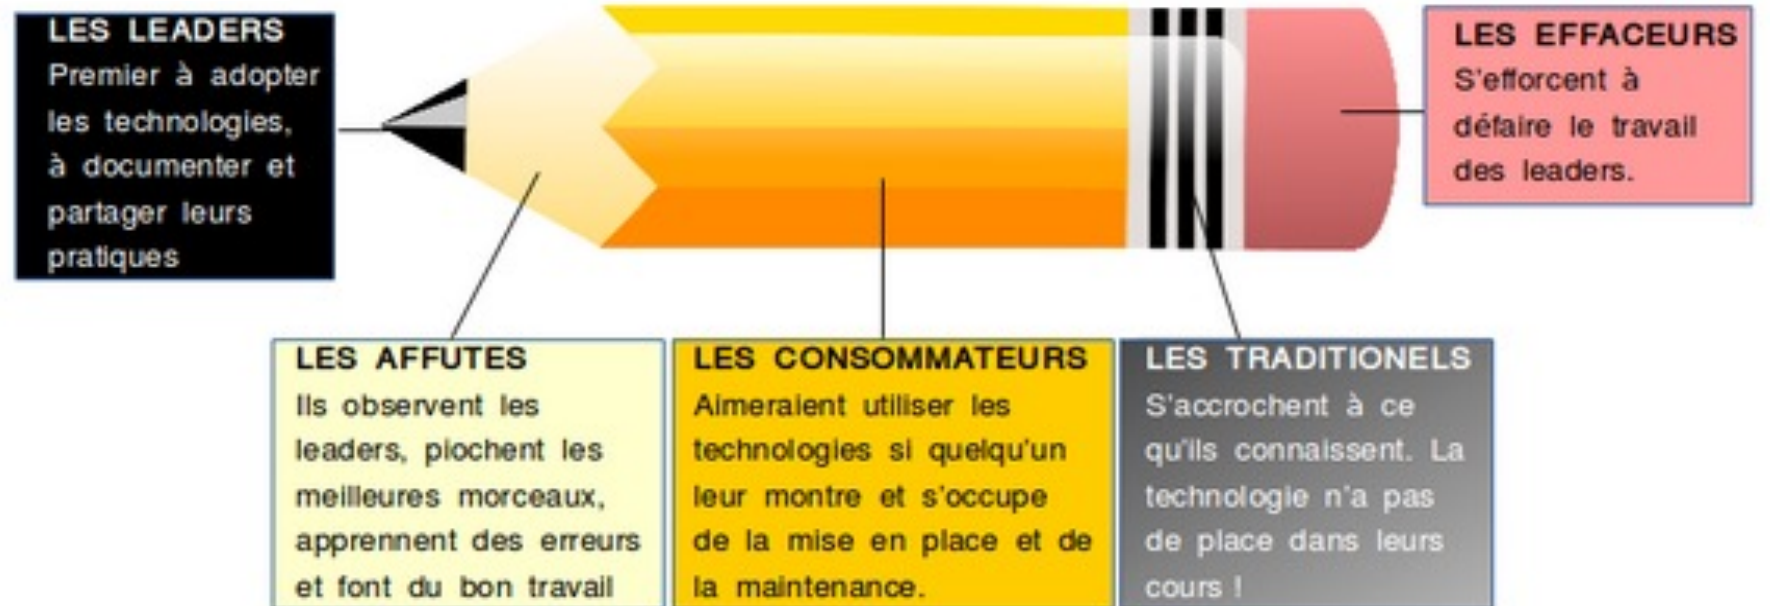 LES LEADERS
Premier à adopter
les technologies,
à documenter et
partager leurs
pratiques
LES EFFACEURS
S'efforcent à
défaire le travail
des leaders.
LES AFFUTES
Ils observent les
leaders, piochent les
meilleures morceaux,
apprennent des erreurs
et font du bon travail
LES CONSOMMATEURS
Aimeraient utiliser les
technologies si quelqu'un
leur montre et s'occupe
de la mise en place et de
la maintenance.
LES TRADITIONELS
S'accrochent à ce
qu'ils connaissent. La
technologie n'a pas
de place dans leurs
cours !